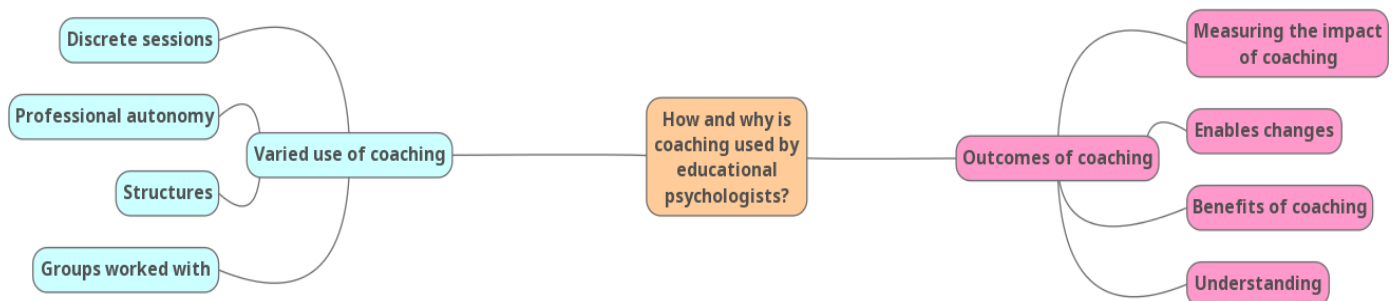 Discrete sessions
Professional autonomy
Varied use of coaching
Structures
Groups worked with
How and why is
coaching used by
educational
psychologists?
Outcomes of coaching
Measuring the impact
of coaching
Enables changes
Benefits of coaching
Understanding